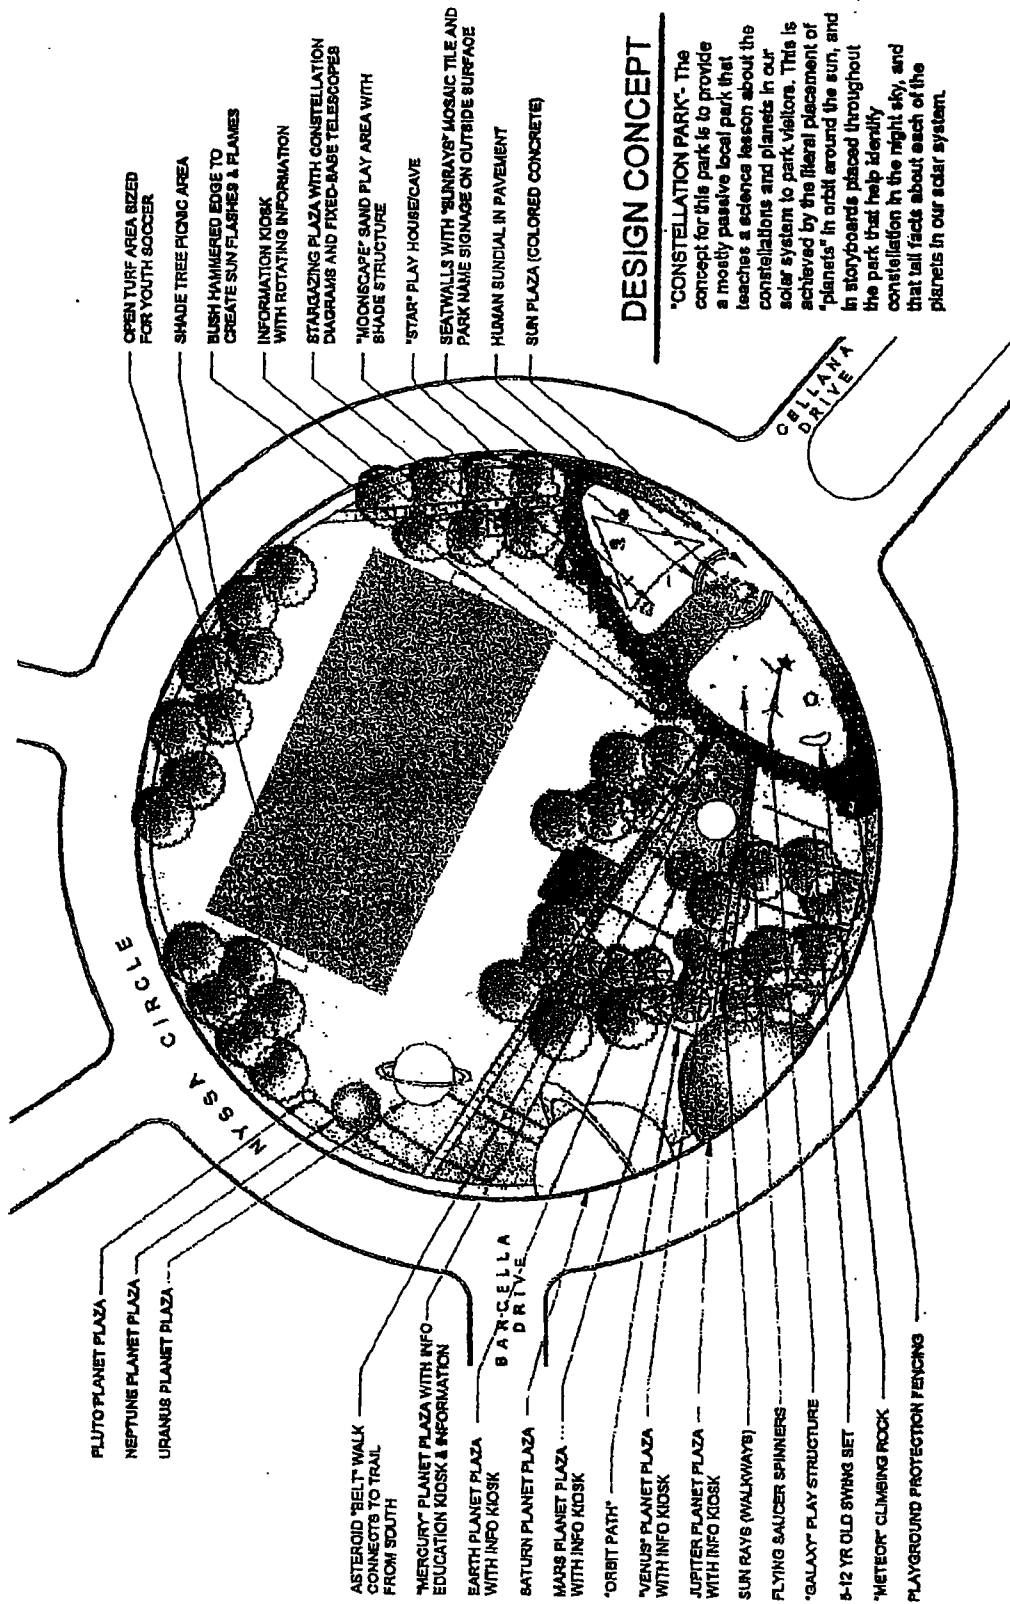 PLUTO PLANET PLAZA
NEPTUNE PLANET PLAZA
URANUS PLANET PLAZA
ASTEROID "BELT" WALK
CONNECTS TO TRAIL
FROM SOUTH
"MERCURY" PLANET PLAZA WITH INFO
EDUCATION KIOSK & INFORMATION
EARTH PLANET PLAZA
WITH INFO KIOSK
SATURN PLANET PLAZA
MARS PLANET PLAZA
WITH INFO KIOSK
"ORBIT PATH"
"VENUS" PLANET PLAZA
WITH INFO KIOSK
JUPITER PLANET PLAZA
WITH INFO KIOSK
SUN RAYS (WALKWAYS)
FLYING SAUCER SPINNERS
"GALAXY" PLAY STRUCTURE
5-12 YR OLD SWING SET
"METEOR" CLIMBING ROCK
PLAYGROUND PROTECTION FENCING
NYSSA CIRCLE
BARCELLA
DRIVE
CELLANA
DRIVE
OPEN TURF AREA SIZED
FOR YOUTH SOCCER
SHADE TREE PICNIC AREA
BUSH HAMMERED EDGE TO
CREATE SUN FLASHES & FLAMES
INFORMATION KIOSK
WITH ROTATING INFORMATION
STARGAZING PLAZA WITH CONSTELLATION
DIAGRAMS AND FIXED-BASE TELESCOPES
"MOONSCAPE" SAND PLAY AREA WITH
SHADE STRUCTURE
"STAR" PLAY HOUSE/CAVE
SEATWALLS WITH "SUNRAYS" MOSAIC TILE AND
PARK NAME SIGNAGE ON OUTSIDE SURFACE
HUMAN SUNDIAL IN PAVEMENT
SUN PLAZA (COLORED CONCRETE)
DESIGN CONCEPT
"CONSTELLATION PARK"- The
concept for this park is to provide
a mostly passive local park that
teaches a science lesson about the
constellations and planets in our
solar system to park visitors. This is
achieved by the literal placement of
"planets" in orbit around the sun, and
in storyboards placed throughout
the park that help identify
constellation in the night sky, and
that tell facts about each of the
planets in our solar system.